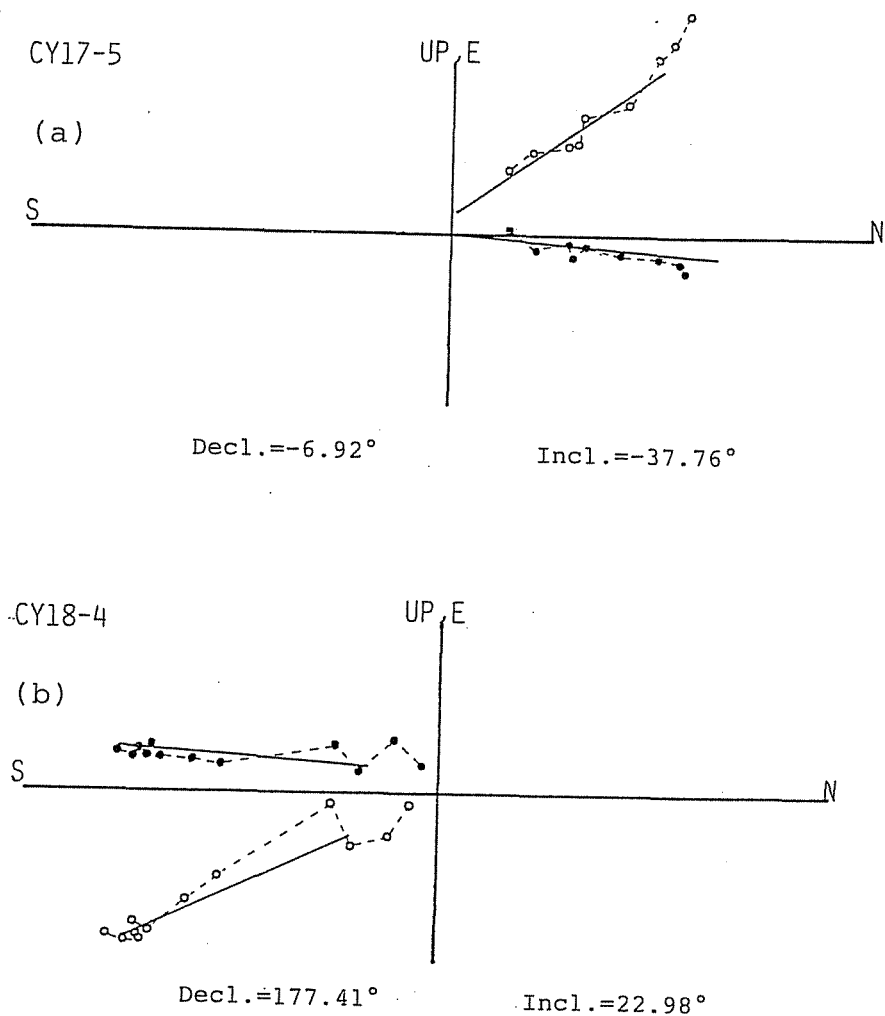 CY17-5
UP,E
(a)
S
N
Decl.=-6.92°
Incl.=-37.76°
CY18-4
UP,E
(b)
S
N
Decl.=177.41°
Incl.=22.98°